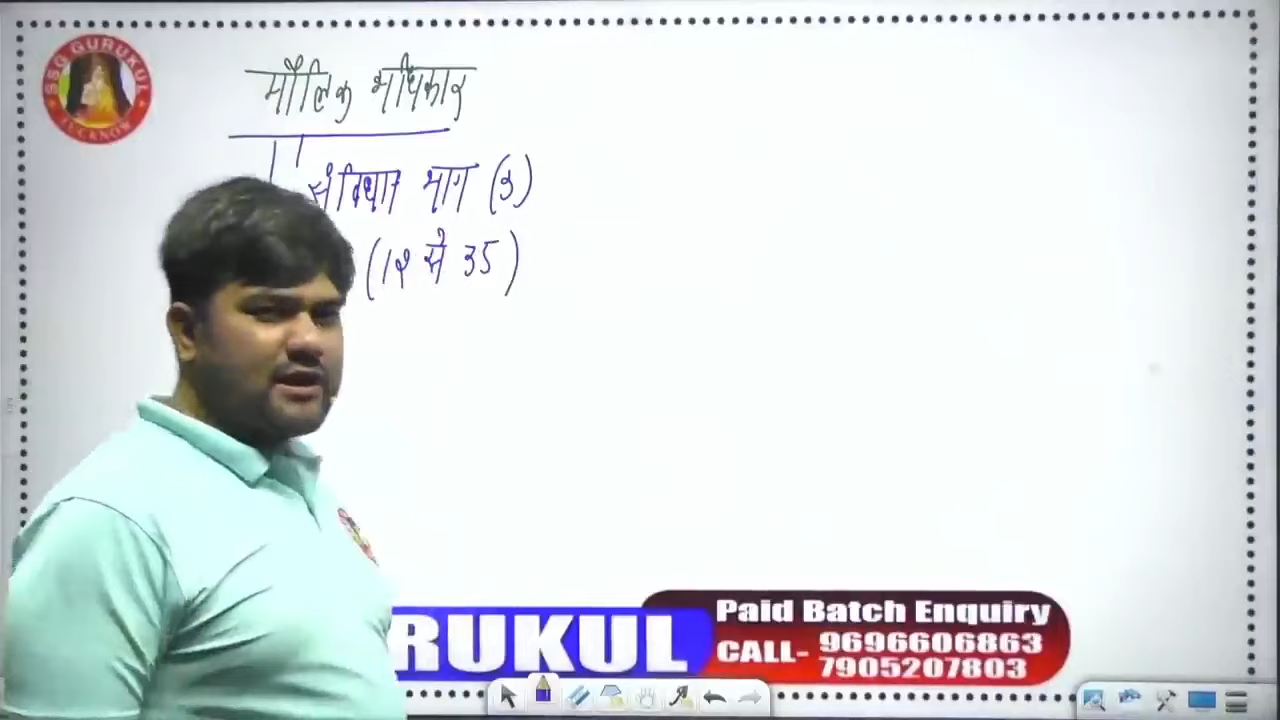 SSG GURUKUL
LUCKNOW
मौलिक अधिकार
संविधान भाग (3)
(12 से 35)
RUKUL
Paid Batch Enquiry
CALL- 9696606863
7905207803